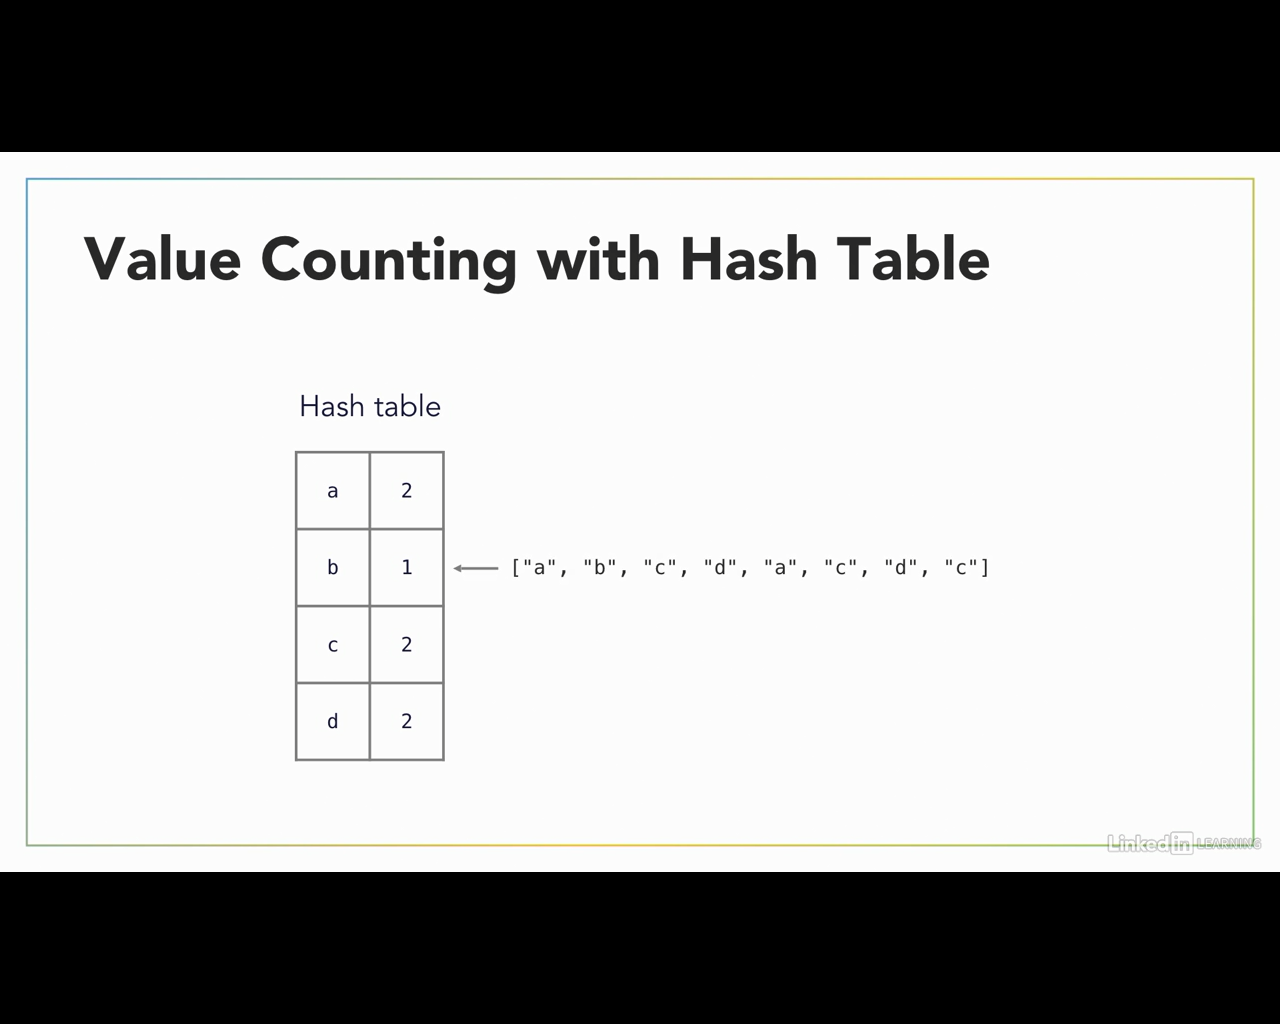 Value Counting with Hash Table
Hash table
a 2
b 1
["a", "b", "c", "d", "a", "c", "d", "c"]
c 2
d 2
Linkedin LEARNING